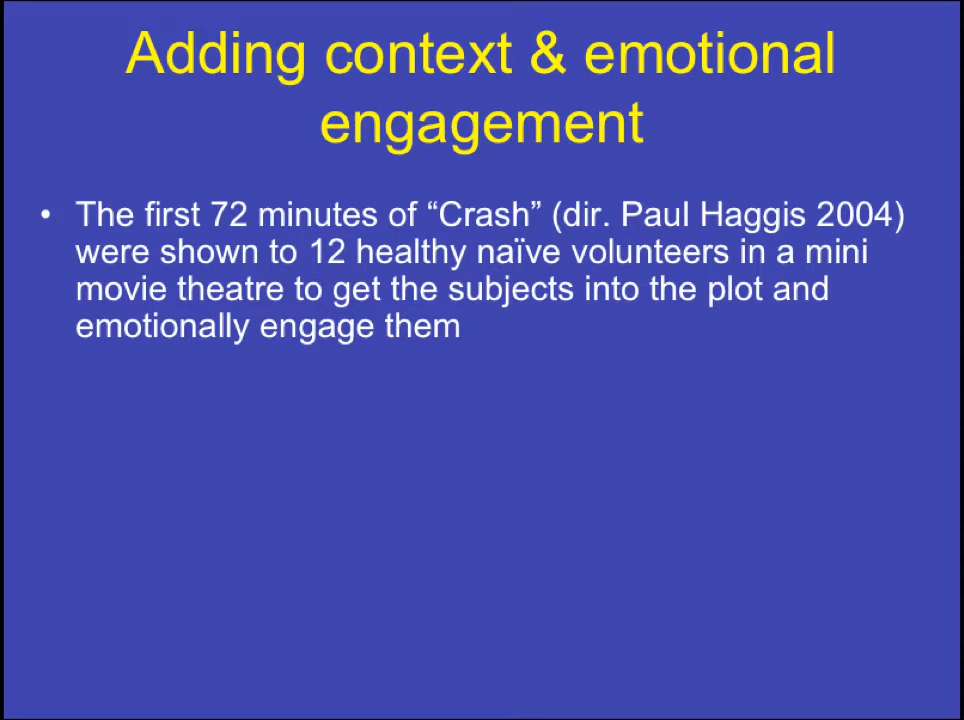 Adding context & emotional
engagement
• The first 72 minutes of “Crash” (dir. Paul Haggis 2004)
were shown to 12 healthy naïve volunteers in a mini
movie theatre to get the subjects into the plot and
emotionally engage them